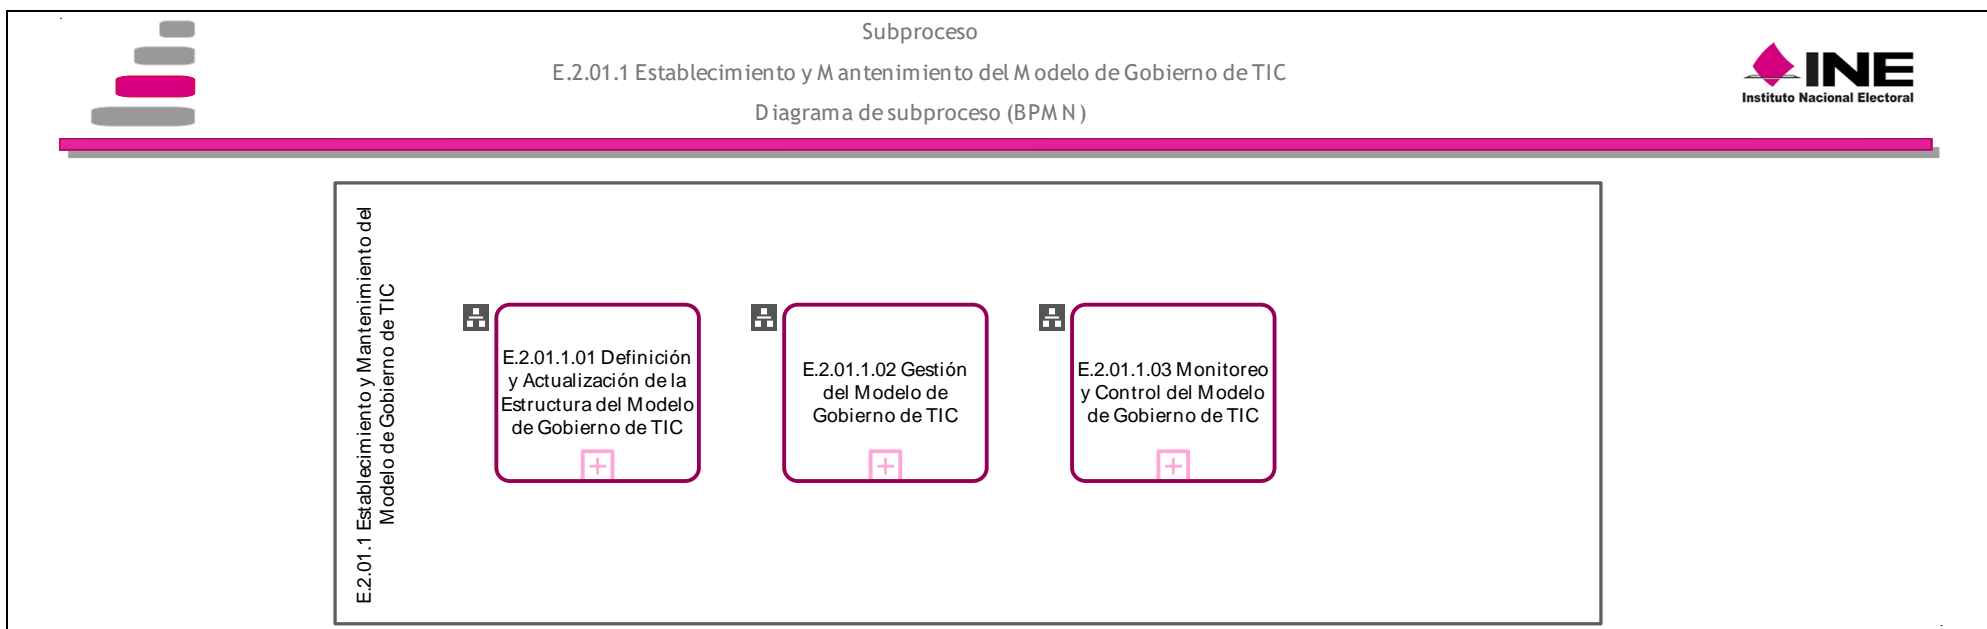 Subproceso
E.2.01.1 Establecimiento y Mantenimiento del Modelo de Gobierno de TIC
Diagrama de subproceso (BPMN)
INE
Instituto Nacional Electoral
E.2.01.1 Establecimiento y Mantenimiento del
Modelo de Gobierno de TIC
E.2.01.1.01 Definición
y Actualización de la
Estructura del Modelo
de Gobierno de TIC
E.2.01.1.02 Gestión
del Modelo de
Gobierno de TIC
E.2.01.1.03 Monitoreo
y Control del Modelo
de Gobierno de TIC